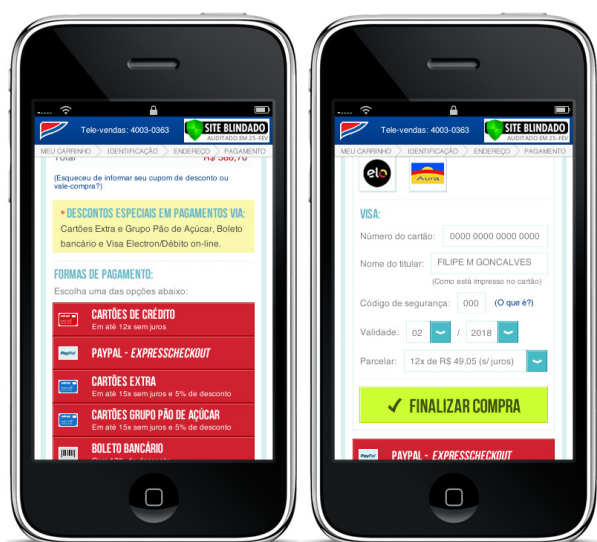 Tele-vendas: 4003-0363
SITE BLINDADO
AUDITADO EM 25-FEV
MEU CARRINHO
IDENTIFICAÇÃO
ENDEREÇO
PAGAMENTO
Total R$ 588,70
(Esqueceu de informar seu cupom de desconto ou
vale-compra?)
* DESCONTOS ESPECIAIS EM PAGAMENTOS VIA:
Cartões Extra e Grupo Pão de Açúcar, Boleto
bancário e Visa Electron/Débito on-line.
FORMAS DE PAGAMENTO:
Escolha uma das opções abaixo:
CARTÕES DE CRÉDITO
Em até 12x sem juros
PayPal
PAYPAL - EXPRESSCHECKOUT
CARTÕES EXTRA
Em até 15x sem juros e 5% de desconto
CARTÕES GRUPO PÃO DE AÇÚCAR
Em até 15x sem juros e 5% de desconto
BOLETO BANCÁRIO
Tele-vendas: 4003-0363
SITE BLINDADO
AUDITADO EM 25-FEV
MEU CARRINHO
IDENTIFICAÇÃO
ENDEREÇO
PAGAMENTO
elo
Aura
VISA:
Número do cartão: 0000 0000 0000 0000
Nome do titular: FILIPE M GONCALVES
(Como está impresso no cartão)
Código de segurança: 000 (O que é?)
Validade: 02 / 2018
Parcelar: 12x de R$ 49,05 (s/ juros)
FINALIZAR COMPRA
PayPal
PAYPAL - EXPRESSCHECKOUT